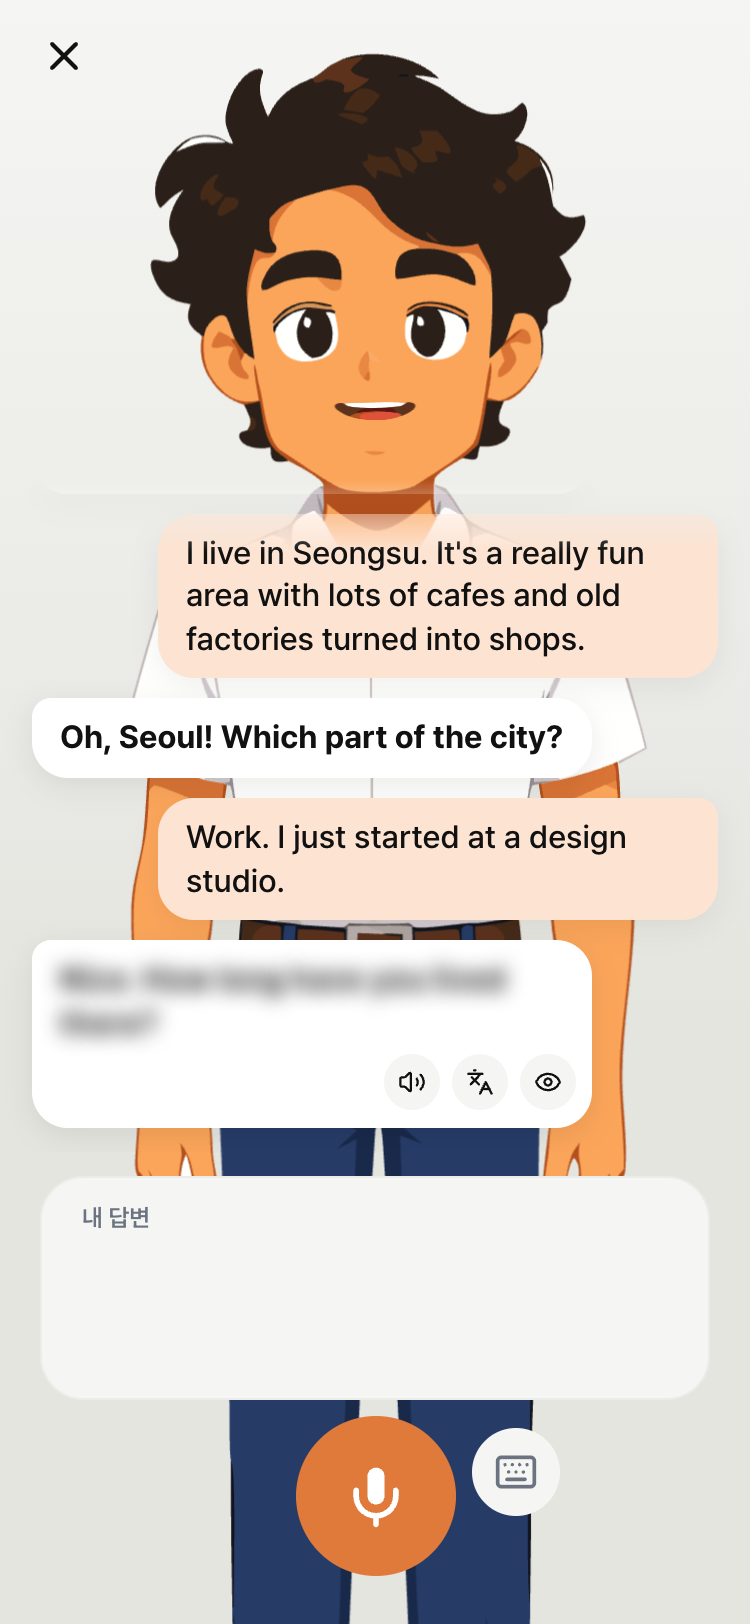 I live in Seongsu. It's a really fun
area with lots of cafes and old
factories turned into shops.
Oh, Seoul! Which part of the city?
Work. I just started at a design
studio.
내 답변